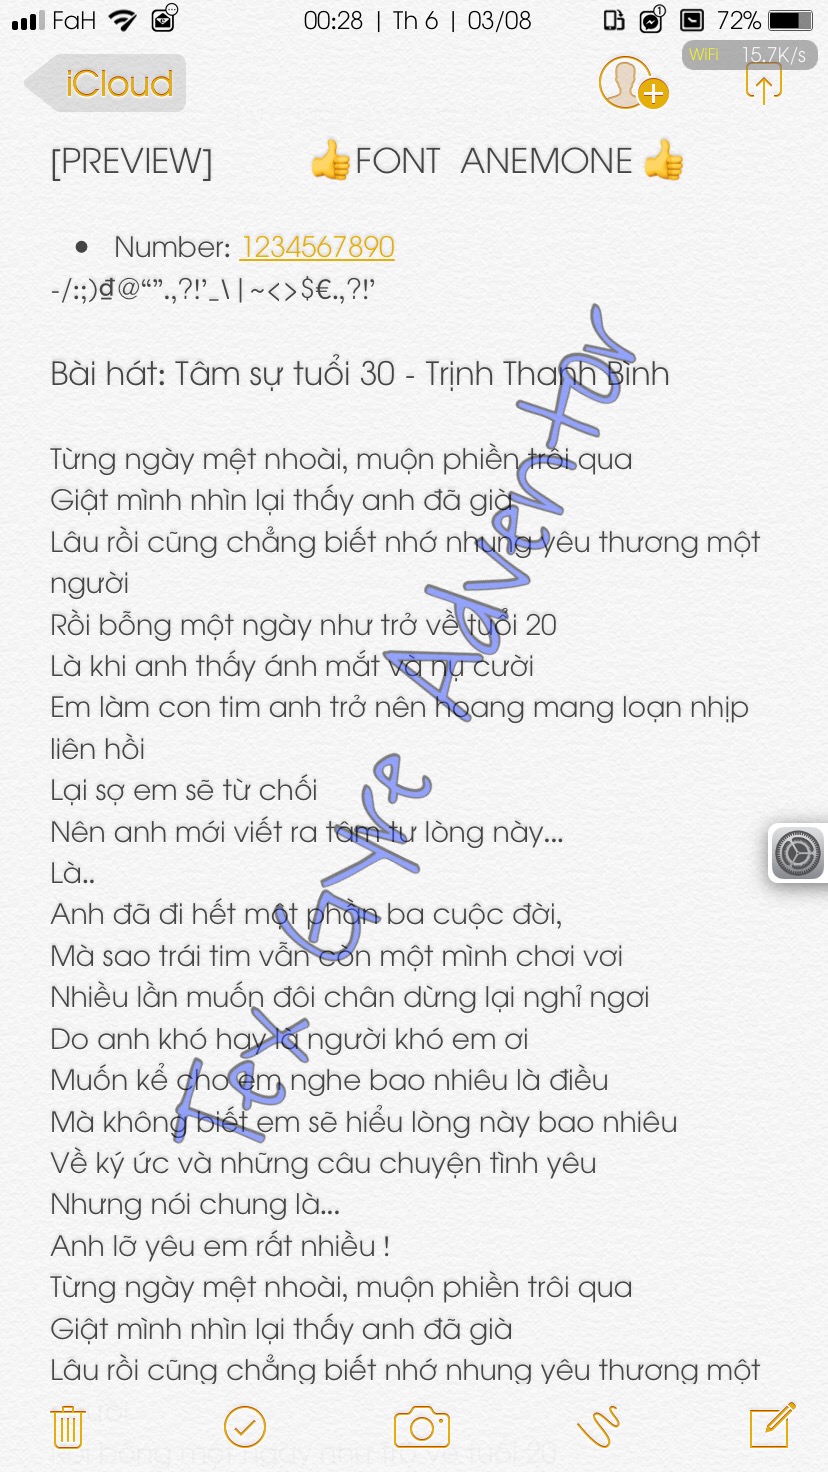 FaH 00:28 | Th 6 | 03/08 1 72%
WiFi 15.7K/s
iCloud
[PREVIEW] 👍FONT ANEMONE 👍
• Number: 1234567890
-/:;)₫@“”.,?!’_\|~<>$€.,?!’
Bài hát: Tâm sự tuổi 30 - Trịnh Thanh Bình
Từng ngày mệt nhoài, muộn phiền trôi qua
Giật mình nhìn lại thấy anh đã già
Lâu rồi cũng chẳng biết nhớ nhung yêu thương một
người
Rồi bỗng một ngày như trở về tuổi 20
Là khi anh thấy ánh mắt và nụ cười
Em làm con tim anh trở nên hoang mang loạn nhịp
liên hồi
Lại sợ em sẽ từ chối
Nên anh mới viết ra tâm tư lòng này...
Là..
Anh đã đi hết một phần ba cuộc đời,
Mà sao trái tim vẫn còn một mình chơi vơi
Nhiều lần muốn đôi chân dừng lại nghỉ ngơi
Do anh khó hay là người khó em ơi
Muốn kể cho em nghe bao nhiêu là điều
Mà không biết em sẽ hiểu lòng này bao nhiêu
Về ký ức và những câu chuyện tình yêu
Nhưng nói chung là...
Anh lỡ yêu em rất nhiều !
Từng ngày mệt nhoài, muộn phiền trôi qua
Giật mình nhìn lại thấy anh đã già
Lâu rồi cũng chẳng biết nhớ nhung yêu thương một
Tex Gyre Adventor